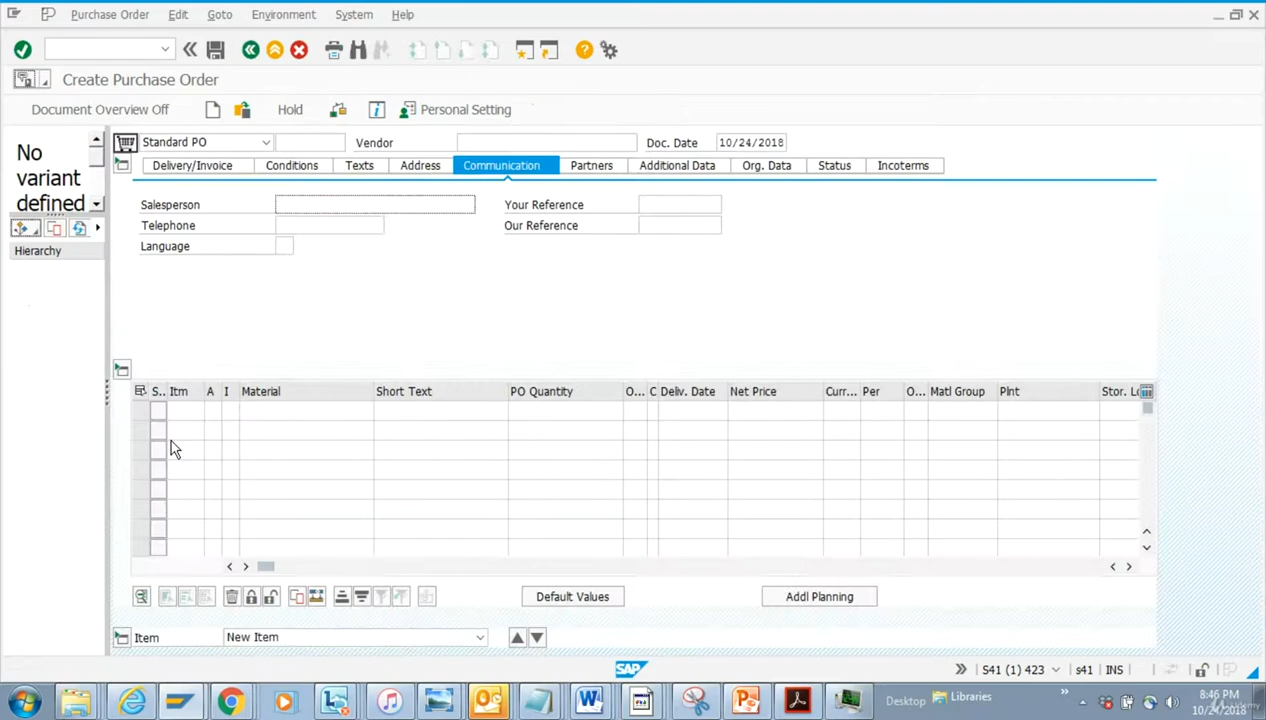 Purchase Order Edit Goto Environment System Help
Create Purchase Order
Document Overview Off Hold Personal Setting
No variant defined
Hierarchy
Standard PO Vendor Doc. Date 10/24/2018
Delivery/Invoice Conditions Texts Address Communication Partners Additional Data Org. Data Status Incoterms
Salesperson Your Reference
Telephone Our Reference
Language
S.. Itm A I Material Short Text PO Quantity O... C Deliv. Date Net Price Curr... Per O... Matl Group Plnt Stor. Lo
Default Values Addl Planning
Item New Item
SAP S41 (1) 423 s41 INS
Desktop Libraries 8:46 PM
10/24/2018